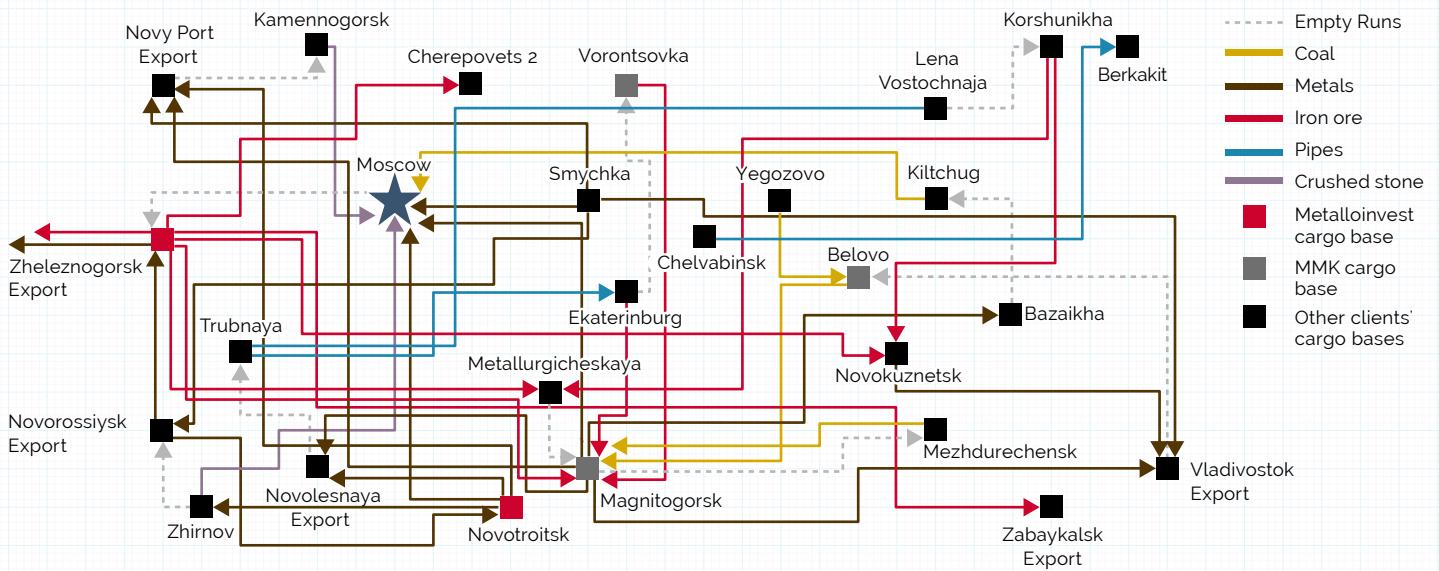 Kamennogorsk
Novy Port
Export
Cherepovets 2
Vorontsovka
Korshunikha
Lena
Vostochnaja
Berkakit
Moscow
Smychka
Yegozovo
Kiltchug
Zheleznogorsk
Export
Chelvabinsk
Belovo
Trubnaya
Ekaterinburg
Bazaikha
Metallurgicheskaya
Novokuznetsk
Novorossiysk
Export
Mezhdurechensk
Novolesnaya
Export
Magnitogorsk
Vladivostok
Export
Zhirnov
Novotroitsk
Zabaykalsk
Export
Empty Runs
Coal
Metals
Iron ore
Pipes
Crushed stone
Metalloinvest
cargo base
MMK cargo
base
Other clients'
cargo bases